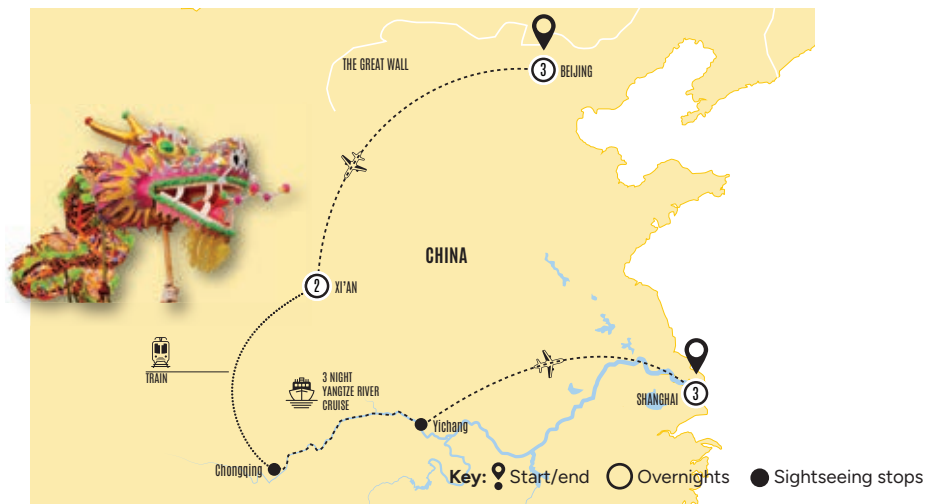 THE GREAT WALL
3
BEIJING
CHINA
2
XI'AN
TRAIN
3 NIGHT
YANGTZE RIVER
CRUISE
SHANGHAI
3
Yichang
Chongqing
Key: Start/end Overnights Sightseeing stops